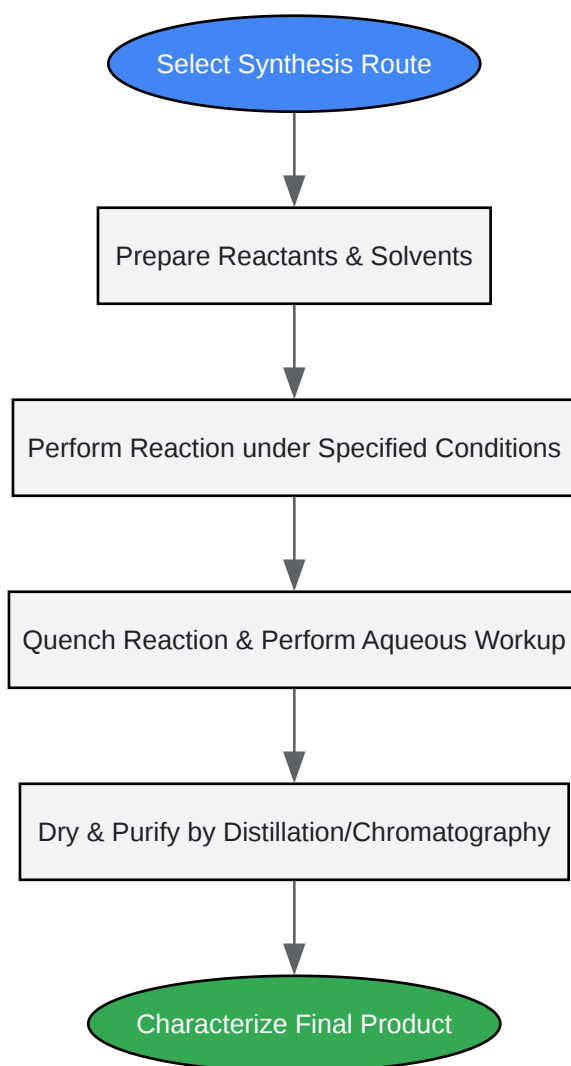 Select Synthesis Route
Prepare Reactants & Solvents
Perform Reaction under Specified Conditions
Quench Reaction & Perform Aqueous Workup
Dry & Purify by Distillation/Chromatography
Characterize Final Product